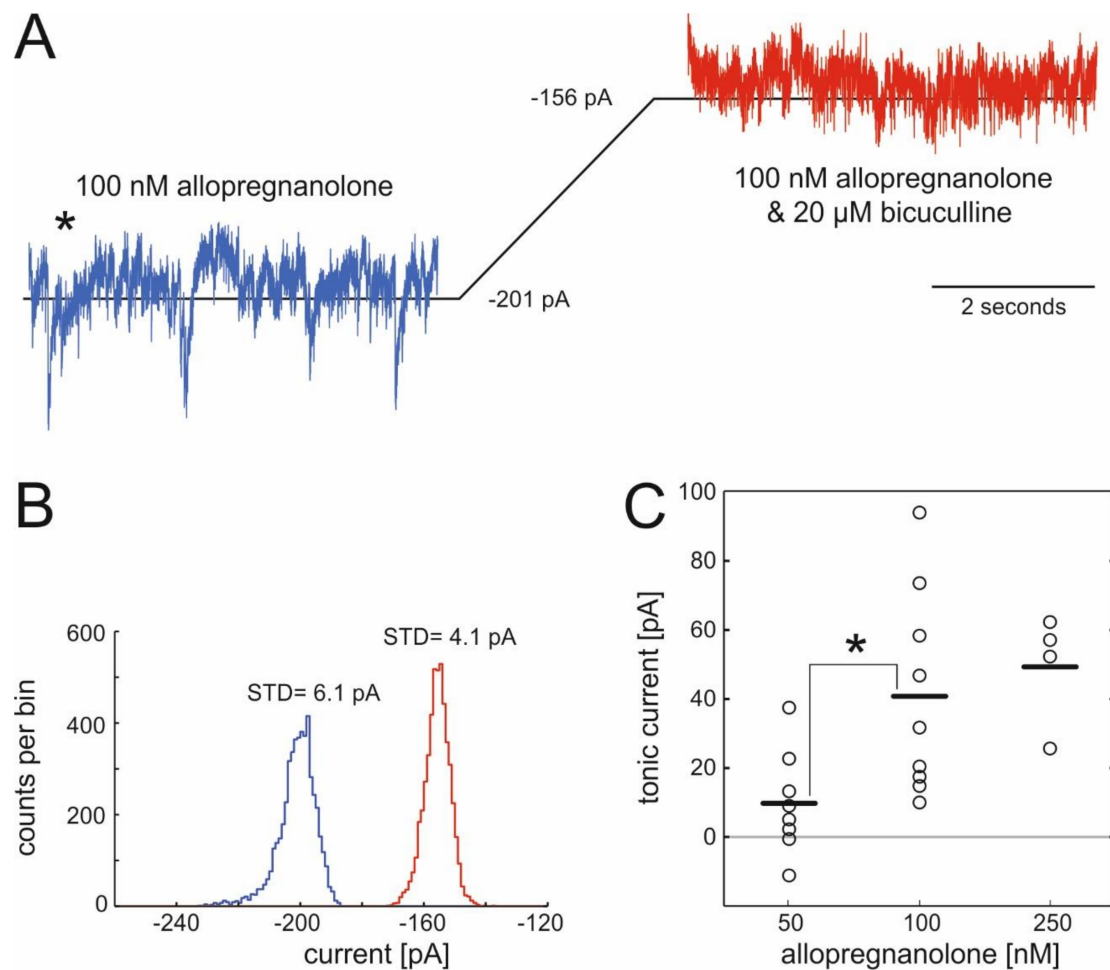 A
-156 pA
100 nM allopregnanolone
*
100 nM allopregnanolone
& 20 µM bicuculline
-201 pA
2 seconds
B
600
400
200
0
counts per bin
STD= 6.1 pA
STD= 4.1 pA
-240
-200
-160
-120
current [pA]
C
100
80
60
40
20
0
tonic current [pA]
*
50
100
250
allopregnanolone [nM]